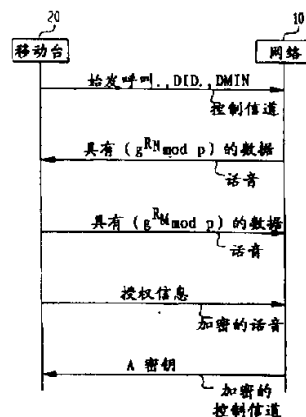 20
移动台
10
网络
始发呼叫.,DID.,DMIN
控制信道
具有(g^RN mod p)的数据
话音
具有(g^RM mod p)的数据
话音
授权信息
加密的话音
A 密钥
加密的
控制信道